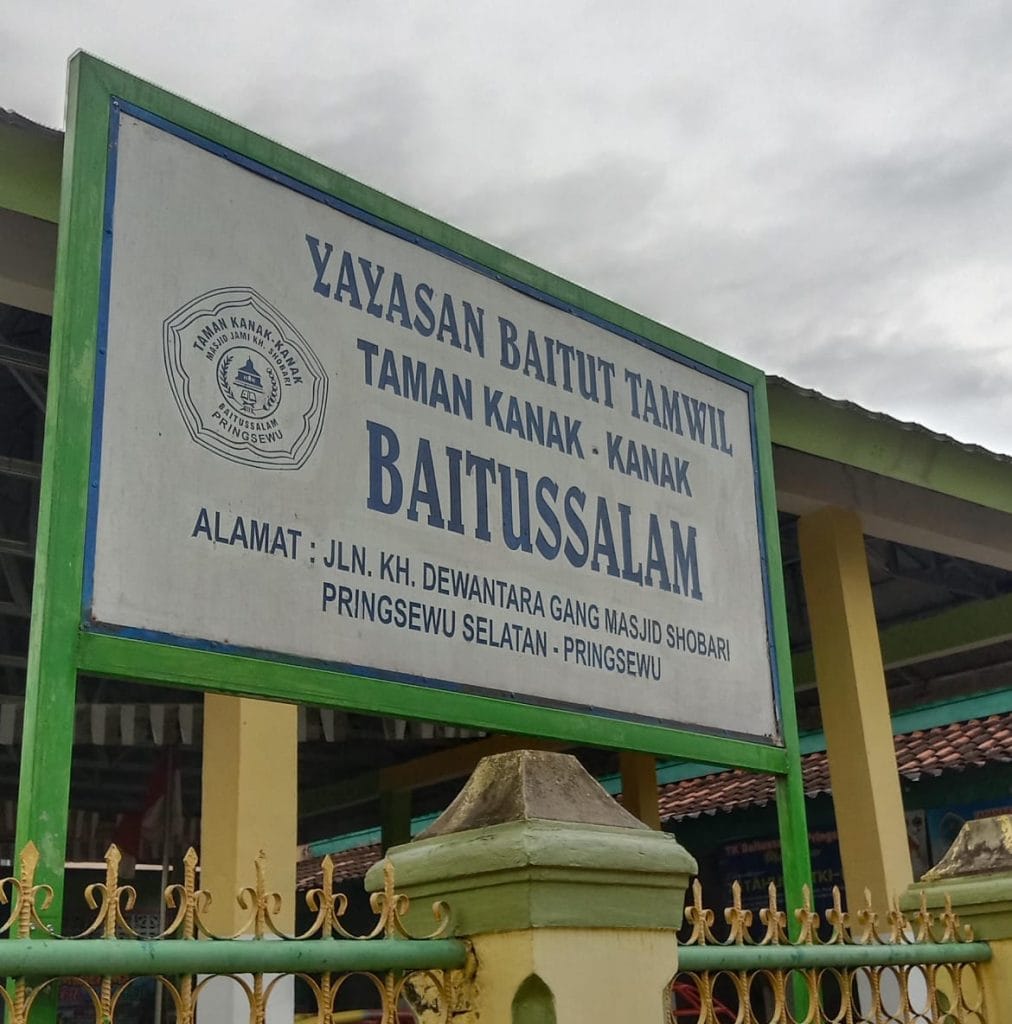 YAYASAN BAITUT TAMWIL
TAMAN KANAK - KANAK
BAITUSSALAM
ALAMAT : JLN. KH. DEWANTARA GANG MASJID SHOBARI
PRINGSEWU SELATAN - PRINGSEWU
TAMAN KANAK-KANAK
MASJID JAMI KH. SHOBARI
BAITUSSALAM
PRINGSEWU